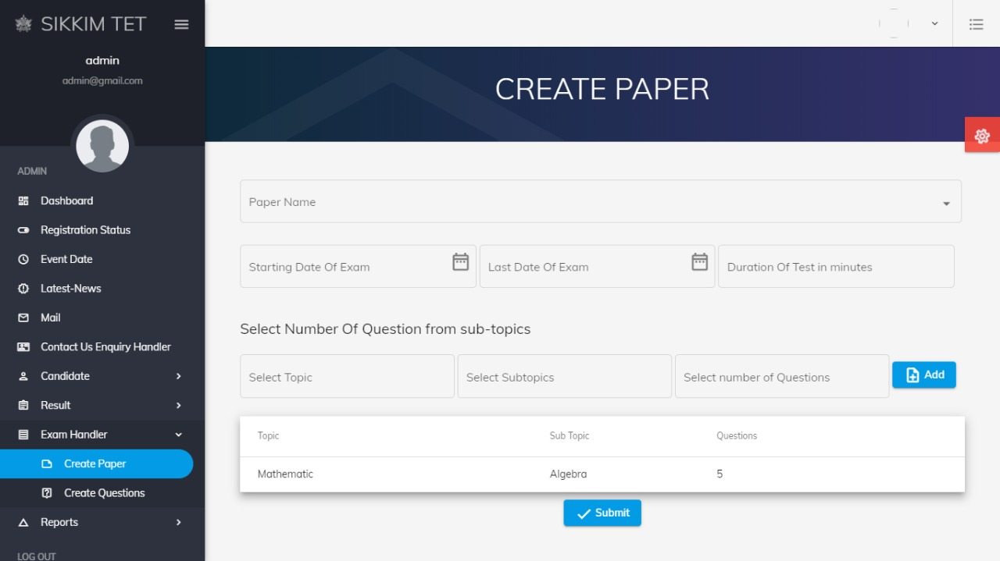 SIKKIM TET
admin
admin@gmail.com
ADMIN
Dashboard
Registration Status
Event Date
Latest-News
Mail
Contact Us Enquiry Handler
Candidate
Result
Exam Handler
Create Paper
Create Questions
Reports
LOG OUT
CREATE PAPER
Paper Name
Starting Date Of Exam Last Date Of Exam Duration Of Test in minutes
Select Number Of Question from sub-topics
Select Topic Select Subtopics Select number of Questions Add
Topic Sub Topic Questions
Mathematic Algebra 5
Submit